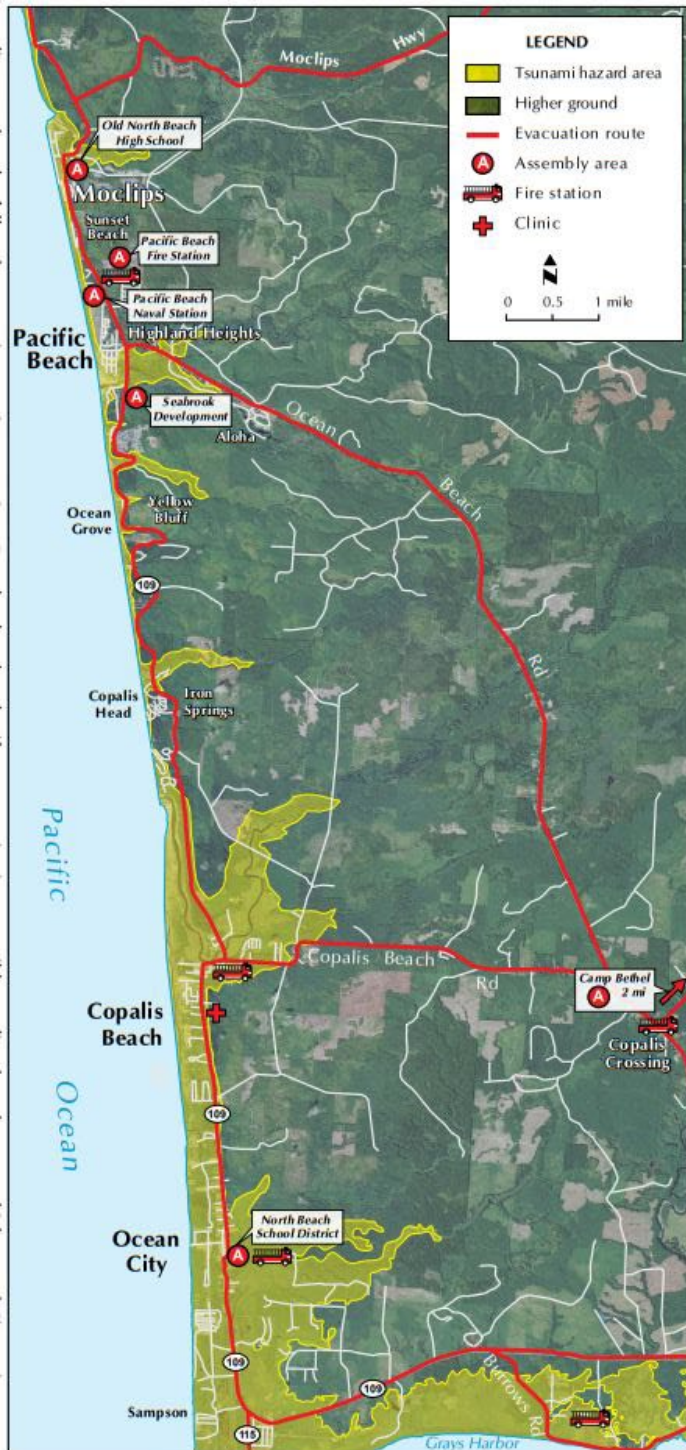 LEGEND
Tsunami hazard area
Higher ground
Evacuation route
A
Assembly area
Fire station
Clinic
N
0 0.5 1 mile
Moclips Hwy
Old North Beach
High School
A
Moclips
Sunset
Beach
Pacific Beach
Fire Station
A
A
Pacific Beach
Naval Station
Highland Heights
Pacific
Beach
A
Seabrook
Development
Aloha
Ocean
Beach
Rd
Yellow
Bluff
Ocean
Grove
109
Copalis
Head
Iron
Springs
Pacific
Ocean
Copalis Beach
Rd
Camp Bethel
A 2 mi
Copalis
Crossing
Copalis
Beach
109
North Beach
School District
A
Ocean
City
109
109
Burrows Rd
Sampson
115
Grays Harbor